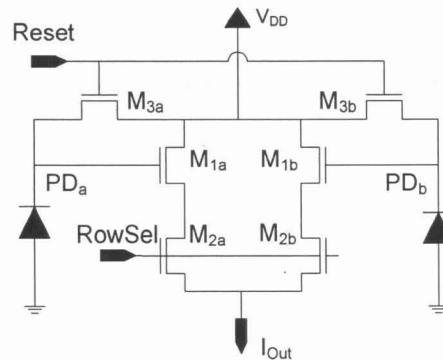 Reset
V_DD
M_3a
M_3b
M_1a
M_1b
PD_a
PD_b
M_2a
M_2b
RowSel
I_Out